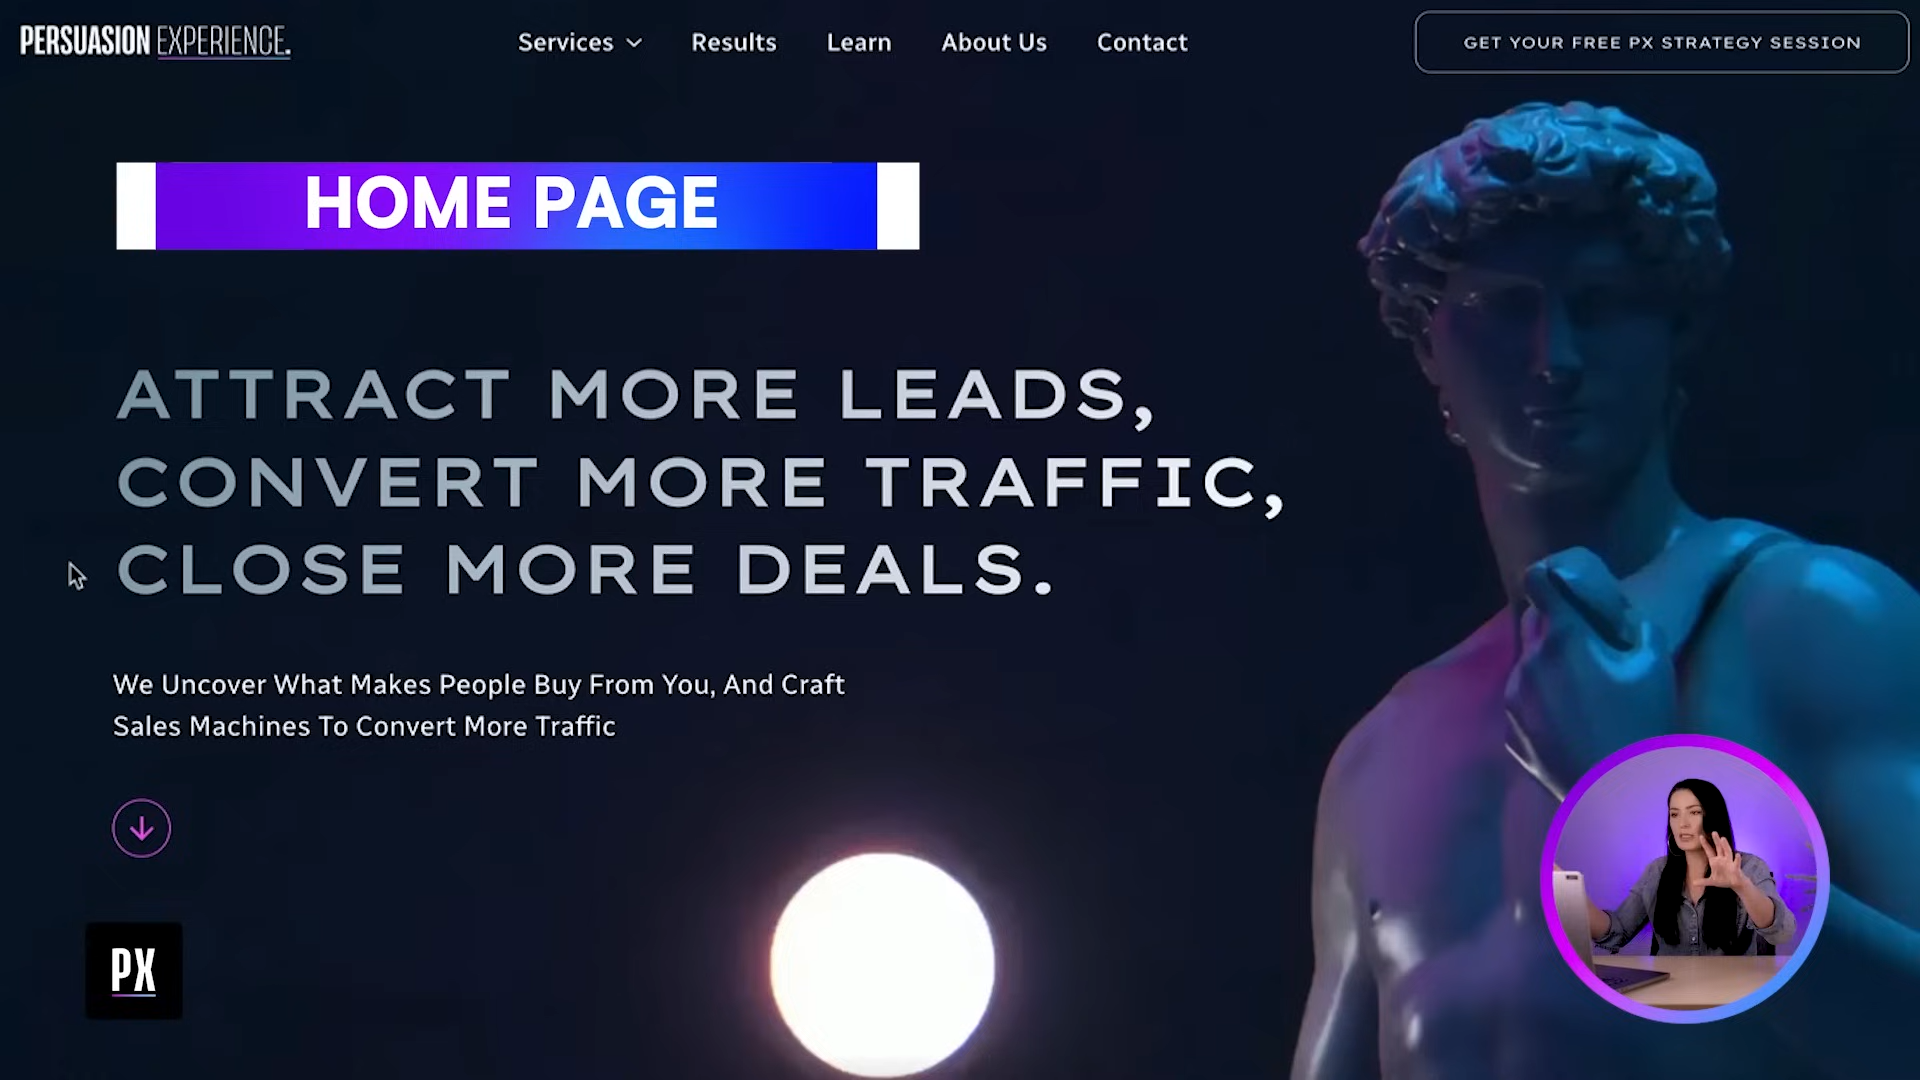 PERSUASION EXPERIENCE.
Services
Results
Learn
About Us
Contact
GET YOUR FREE PX STRATEGY SESSION
HOME PAGE
ATTRACT MORE LEADS,
CONVERT MORE TRAFFIC,
CLOSE MORE DEALS.
We Uncover What Makes People Buy From You, And Craft
Sales Machines To Convert More Traffic
PX